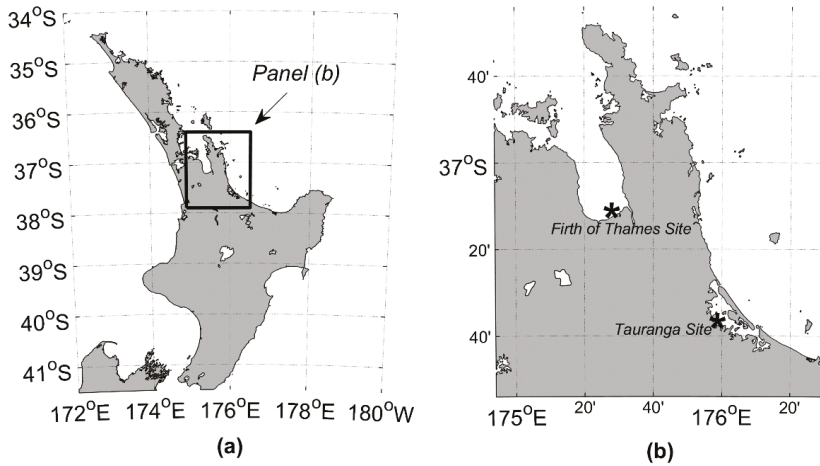 34°S
35°S
36°S
37°S
38°S
39°S
40°S
41°S
172°E 174°E 176°E 178°E 180°W
Panel (b)
(a)
40'
37°S
20'
40'
Firth of Thames Site
Tauranga Site
175°E 20' 40' 176°E 20'
(b)